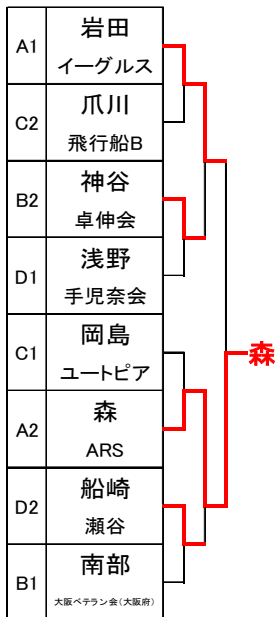 A1
岩田
イーグルス
C2
爪川
飛行船B
B2
神谷
卓伸会
D1
浅野
手児奈会
C1
岡島
ユートピア
A2
森
ARS
D2
船崎
瀬谷
B1
南部
大阪ベテラン会(大阪府)
森